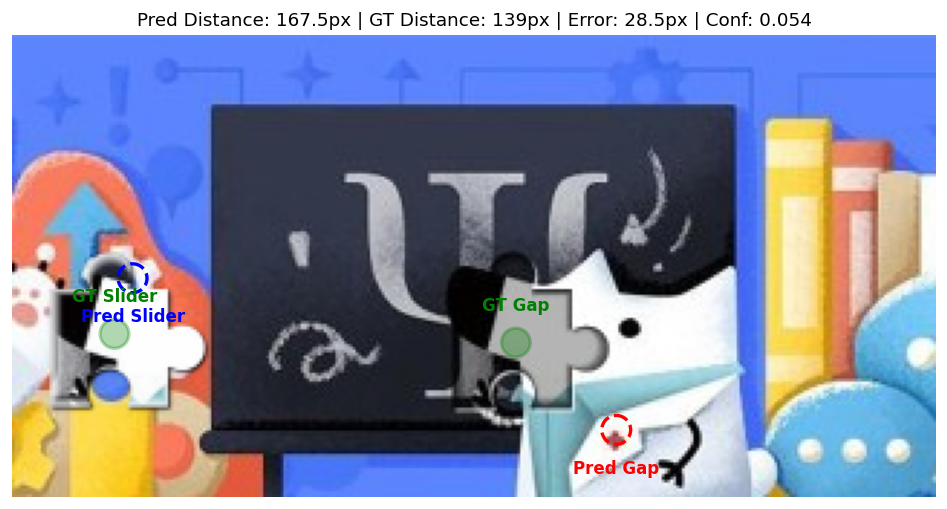 Pred Distance: 167.5px | GT Distance: 139px | Error: 28.5px | Conf: 0.054
Ψ
GT Slider
Pred Slider
GT Gap
Pred Gap